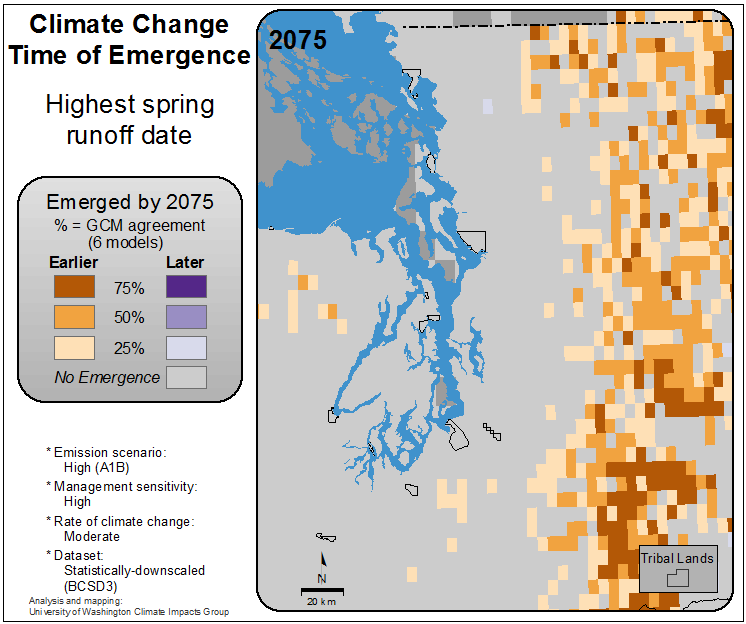 Climate Change
Time of Emergence
Highest spring
runoff date
Emerged by 2075
% = GCM agreement
(6 models)
Earlier Later
75%
50%
25%
No Emergence
* Emission scenario:
High (A1B)
* Management sensitivity:
High
* Rate of climate change:
Moderate
* Dataset:
Statistically-downscaled
(BCSD3)
Analysis and mapping:
University of Washington Climate Impacts Group
2075
N
20 km
Tribal Lands